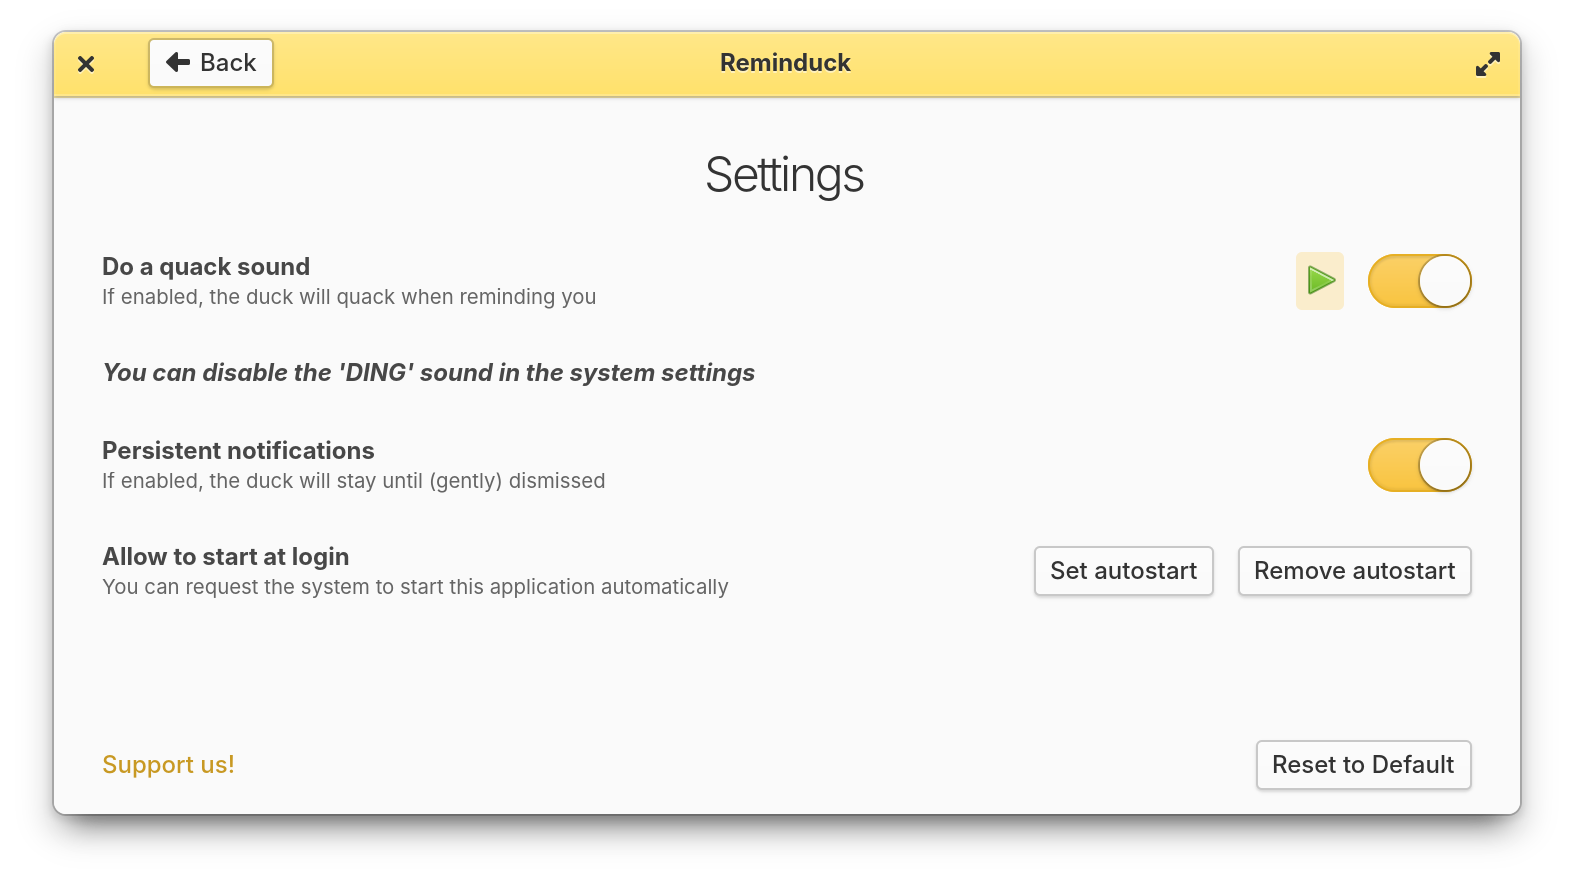 Back
Reminduck
Settings
Do a quack sound
If enabled, the duck will quack when reminding you
You can disable the 'DING' sound in the system settings
Persistent notifications
If enabled, the duck will stay until (gently) dismissed
Allow to start at login
You can request the system to start this application automatically
Set autostart
Remove autostart
Support us!
Reset to Default